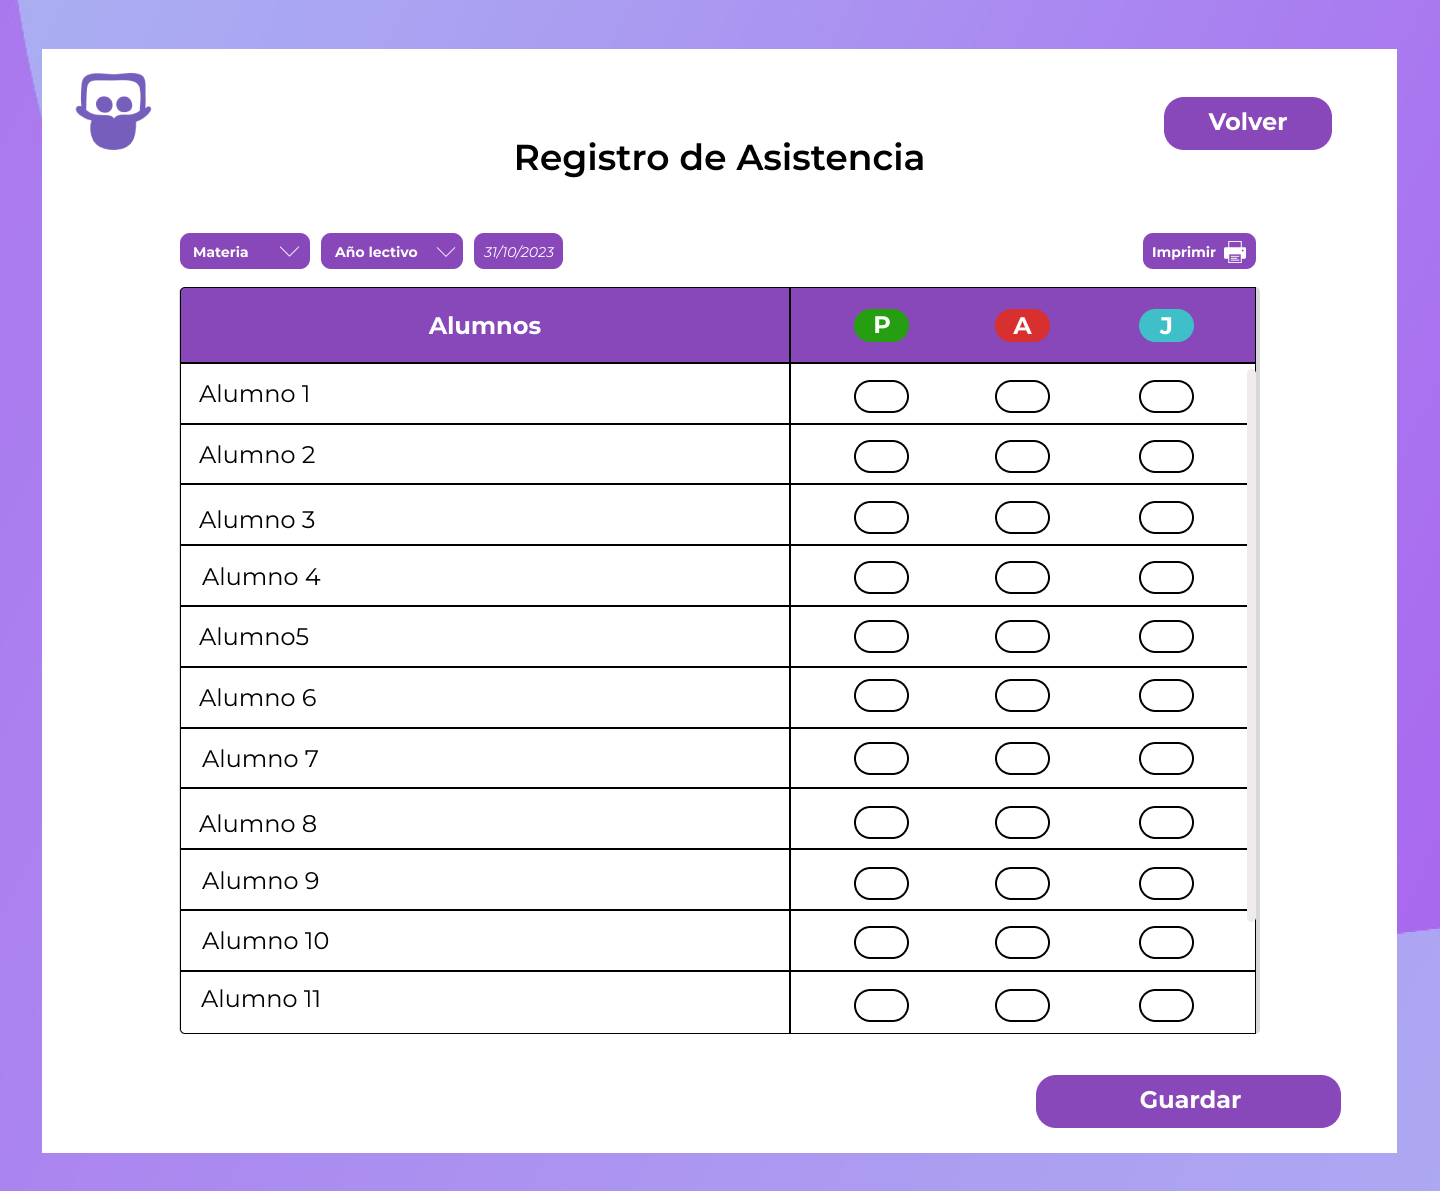 Volver
Registro de Asistencia
Materia
Año lectivo
31/10/2023
Imprimir
Alumnos P A J
Alumno 1
Alumno 2
Alumno 3
Alumno 4
Alumno5
Alumno 6
Alumno 7
Alumno 8
Alumno 9
Alumno 10
Alumno 11
Guardar